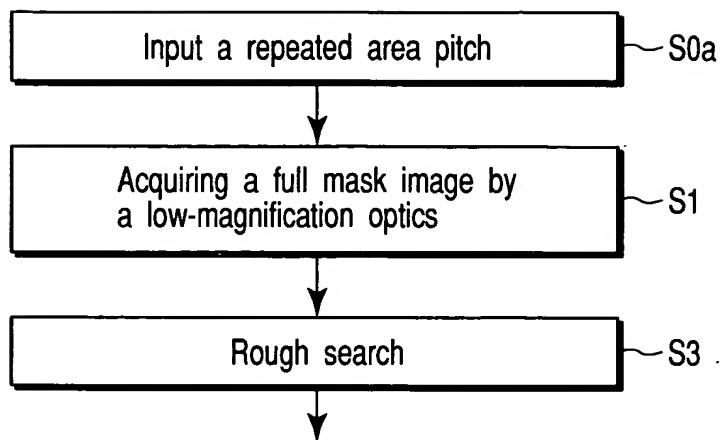 Input a repeated area pitch
S0a
Acquiring a full mask image by
a low-magnification optics
S1
Rough search
S3